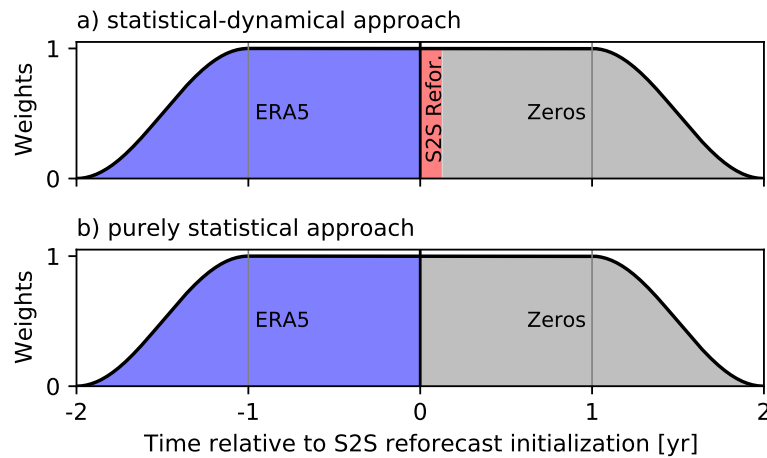 a) statistical-dynamical approach
1
Weights
ERA5
S2S Refor.
Zeros
0
b) purely statistical approach
1
Weights
ERA5
Zeros
0
-2 -1 0 1 2
Time relative to S2S reforecast initialization [yr]